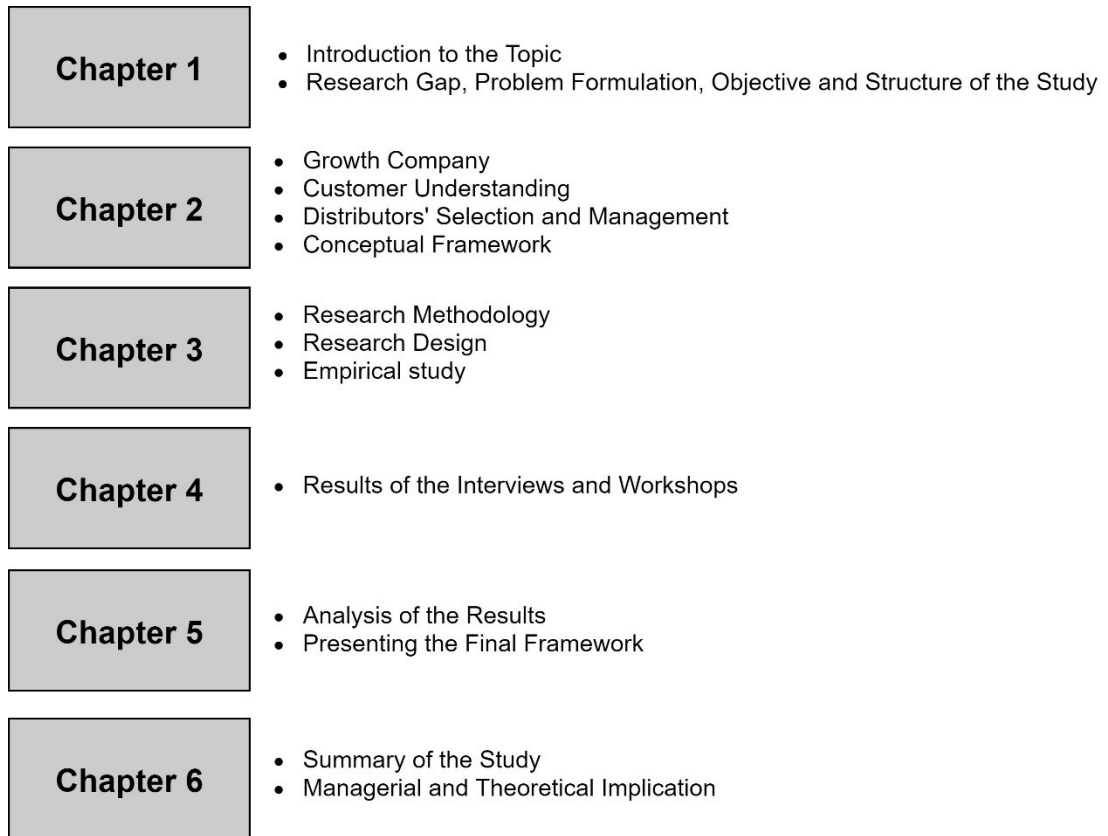 Chapter 1
• Introduction to the Topic
• Research Gap, Problem Formulation, Objective and Structure of the Study
Chapter 2
• Growth Company
• Customer Understanding
• Distributors' Selection and Management
• Conceptual Framework
Chapter 3
• Research Methodology
• Research Design
• Empirical study
Chapter 4
• Results of the Interviews and Workshops
Chapter 5
• Analysis of the Results
• Presenting the Final Framework
Chapter 6
• Summary of the Study
• Managerial and Theoretical Implication